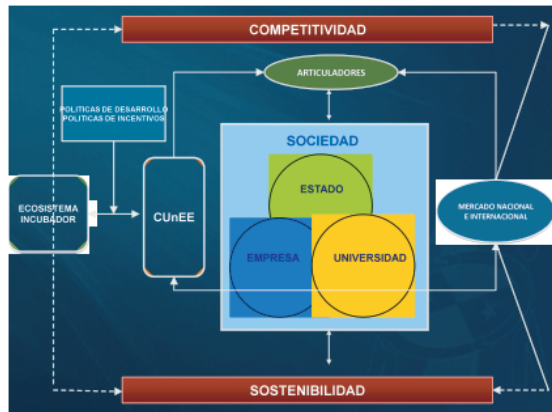 COMPETITIVIDAD
ARTICULADORES
POLITICAS DE DESARROLLO
POLITICAS DE INCENTIVOS
SOCIEDAD
ESTADO
ECOSISTEMA
INCUBADOR
CUnEE
MERCADO NACIONAL
E INTERNACIONAL
EMPRESA
UNIVERSIDAD
SOSTENIBILIDAD